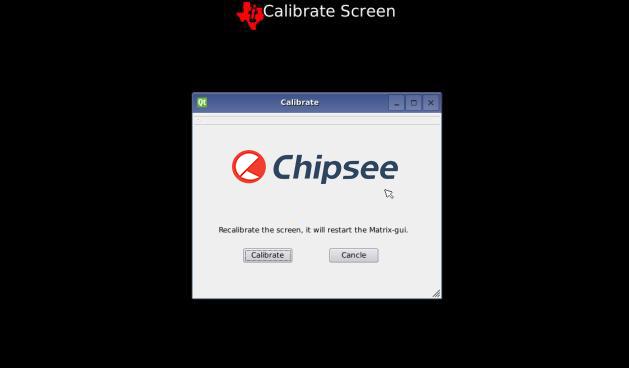 Calibrate Screen
Qt
Calibrate
Chipsee
Recalibrate the screen, it will restart the Matrix-gui.
Calibrate
Cancle